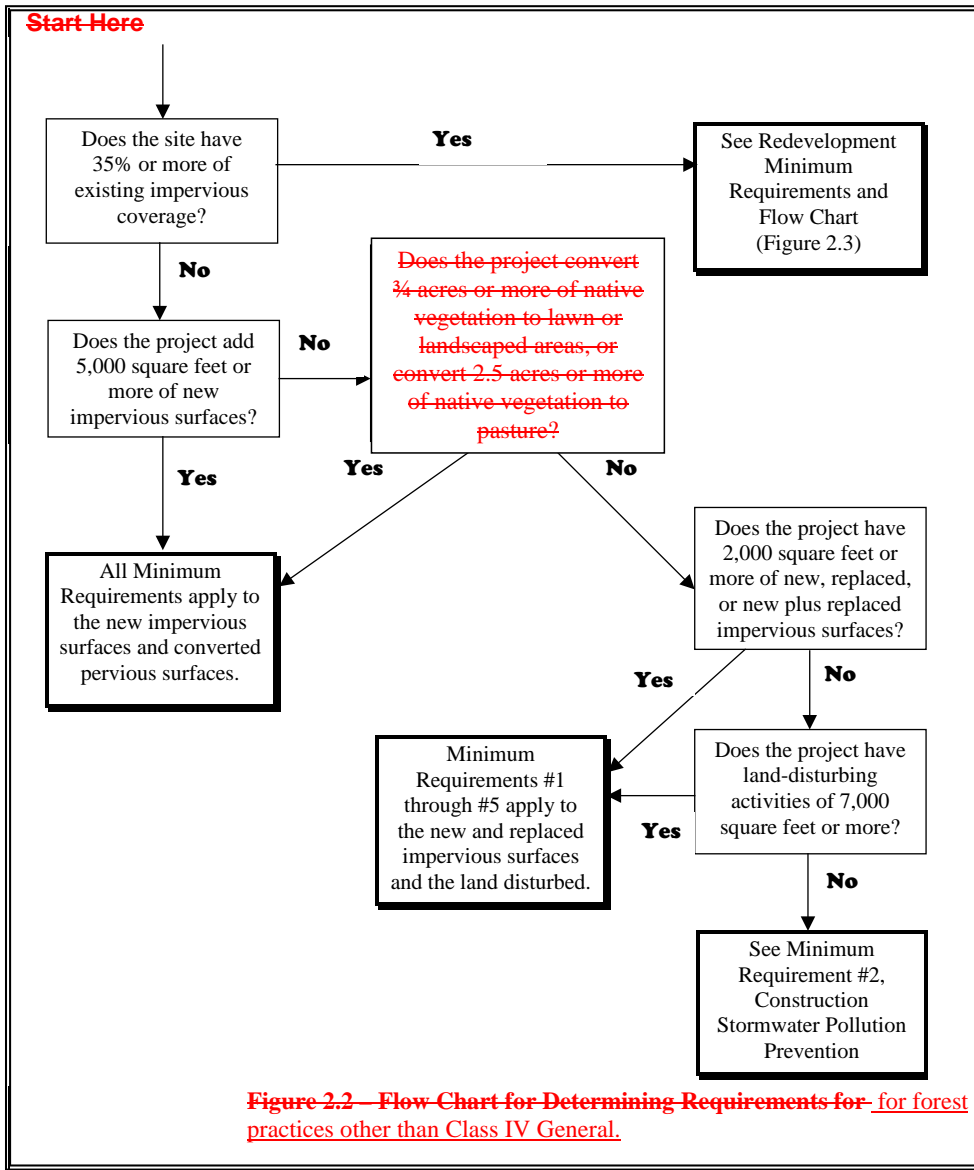 Start Here
Does the site have
35% or more of
existing impervious
coverage?
Yes
See Redevelopment
Minimum
Requirements and
Flow Chart
(Figure 2.3)
No
Does the project add
5,000 square feet or
more of new
impervious surfaces?
No
Does the project convert
¾ acres or more of native
vegetation to lawn or
landscaped areas, or
convert 2.5 acres or more
of native vegetation to
pasture?
Yes
Yes
No
All Minimum
Requirements apply to
the new impervious
surfaces and converted
pervious surfaces.
Does the project have
2,000 square feet or
more of new, replaced,
or new plus replaced
impervious surfaces?
Yes
No
Minimum
Requirements #1
through #5 apply to
the new and replaced
impervious surfaces
and the land disturbed.
Does the project have
land-disturbing
activities of 7,000
square feet or more?
Yes
No
See Minimum
Requirement #2,
Construction
Stormwater Pollution
Prevention
Figure 2.2 – Flow Chart for Determining Requirements for for forest
practices other than Class IV General.